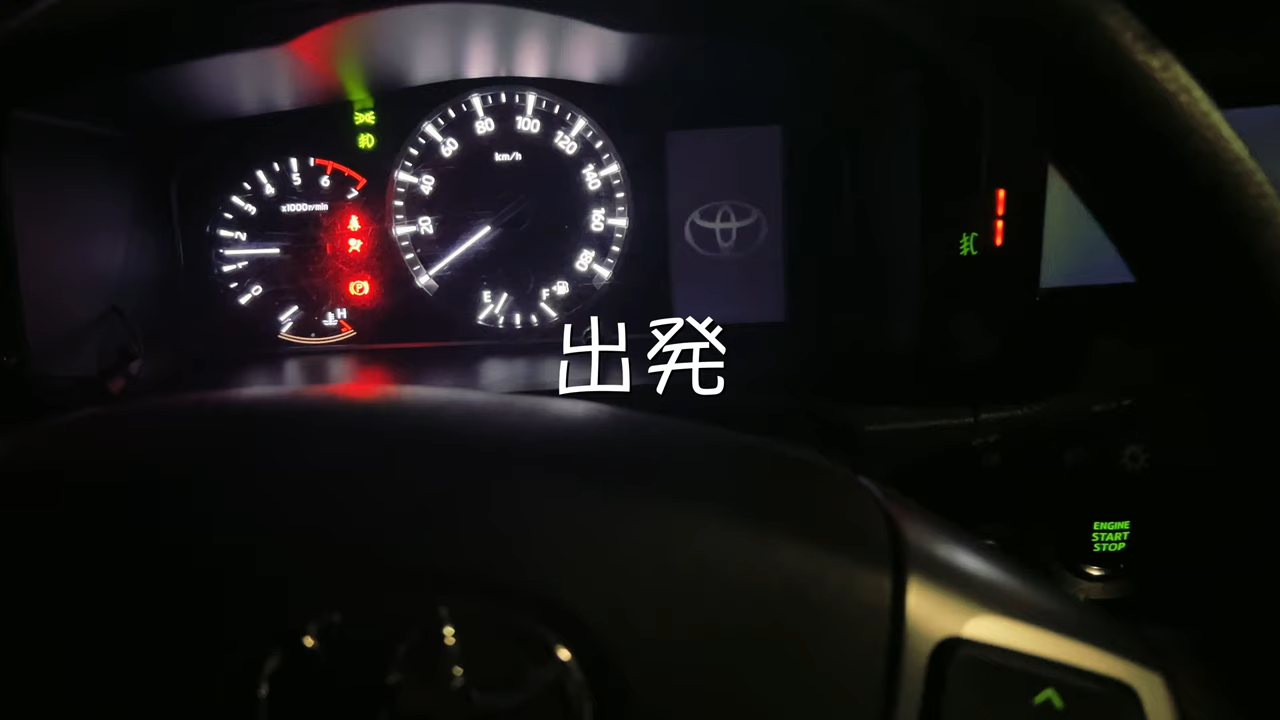 80 100
60 120
km/h
40 140
20 160
180
5 6
4 7
3
x1000r/min
2
0
P
H
E F
出発
ENGINE
START
STOP